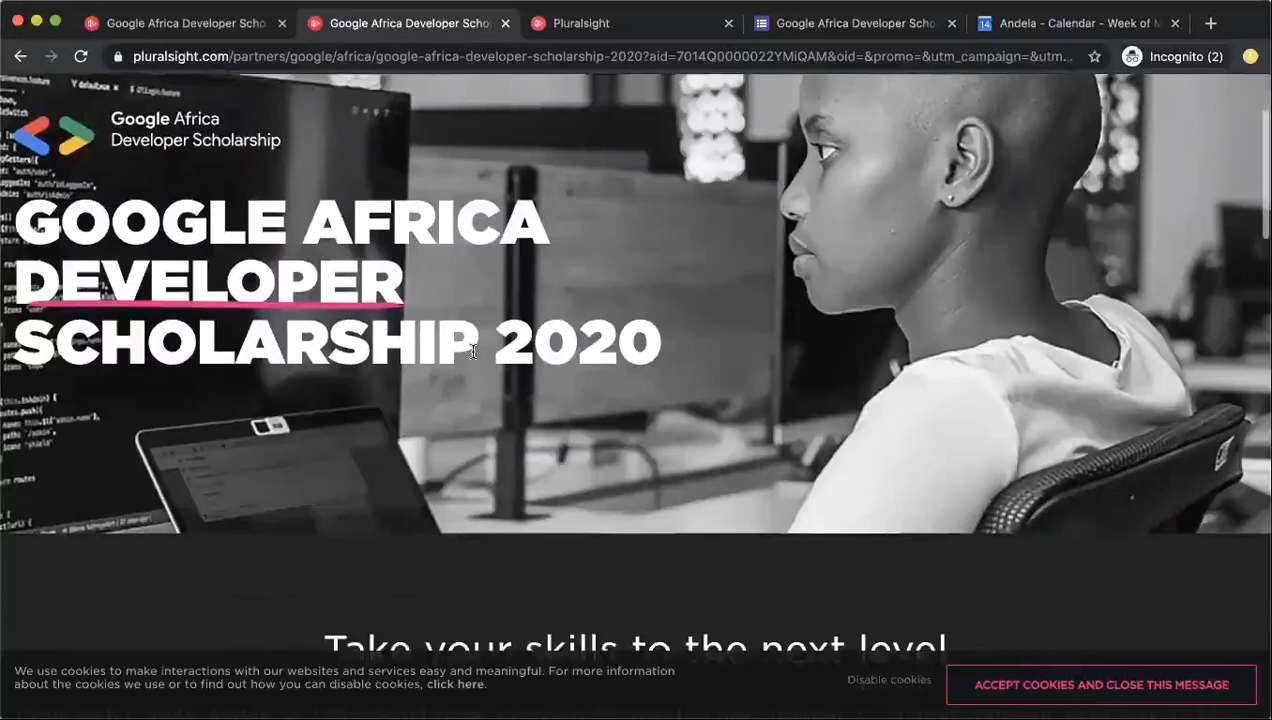 Google Africa Developer Scho
Google Africa Developer Schol
Pluralsight
Google Africa Developer Scho
Andela - Calendar - Week of M
pluralsight.com/partners/google/africa/google-africa-developer-scholarship-2020?aid=7014Q0000022YMiQAM&oid=&promo=&utm_campaign=&utm...
Incognito (2)
Google Africa
Developer Scholarship
GOOGLE AFRICA
DEVELOPER
SCHOLARSHIP 2020
Take your skills to the next level
We use cookies to make interactions with our websites and services easy and meaningful. For more information
about the cookies we use or to find out how you can disable cookies, click here.
Disable cookies
ACCEPT COOKIES AND CLOSE THIS MESSAGE